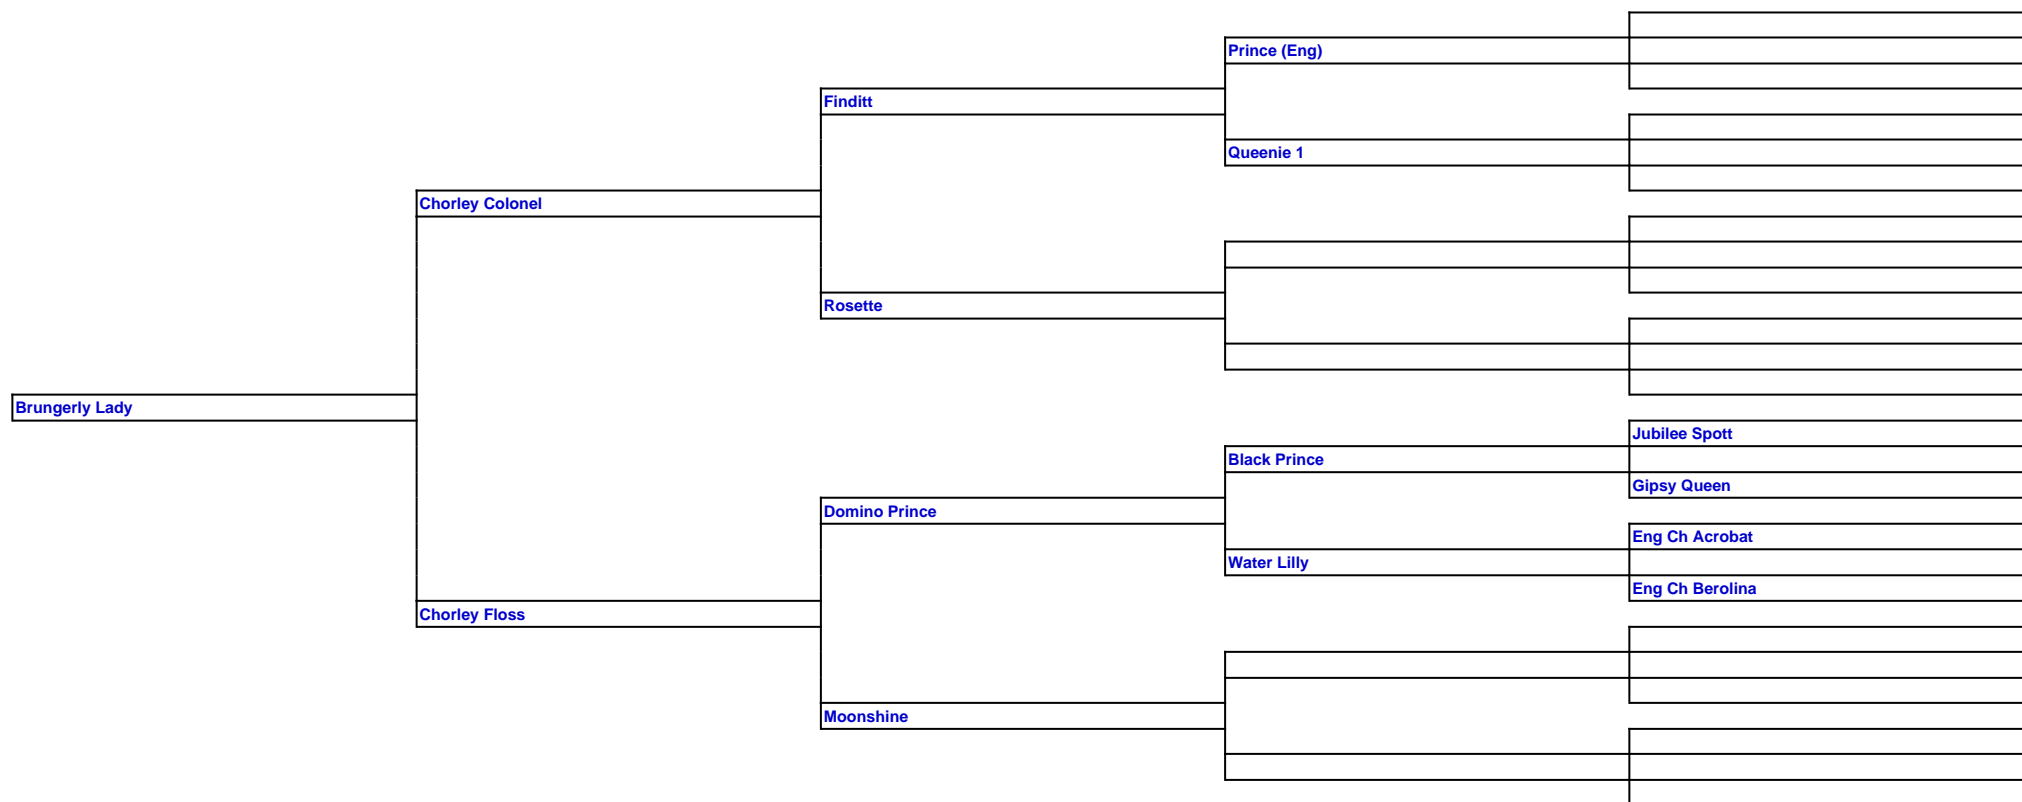 Prince (Eng)
Finditt
Queenie 1
Chorley Colonel
Rosette
Brungerly Lady
Jubilee Spott
Black Prince
Gipsy Queen
Domino Prince
Eng Ch Acrobat
Water Lilly
Eng Ch Berolina
Chorley Floss
Moonshine